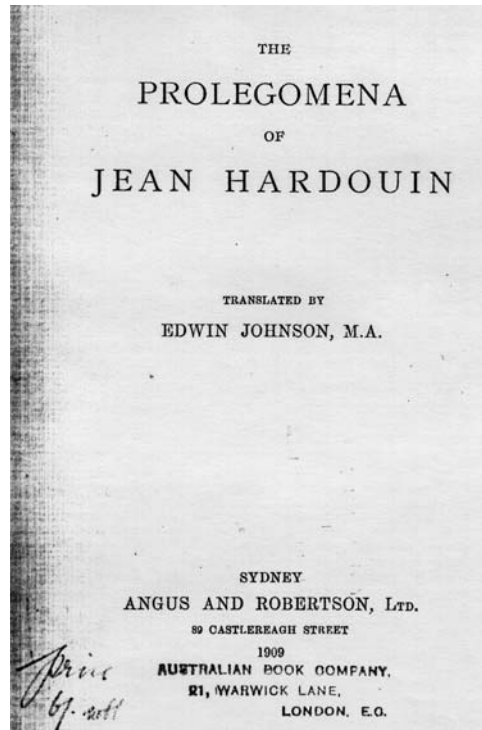 THE
PROLEGOMENA
OF
JEAN HARDOUIN
TRANSLATED BY
EDWIN JOHNSON, M.A.
SYDNEY
ANGUS AND ROBERTSON, LTD.
89 CASTLEREAGH STREET
1909
AUSTRALIAN BOOK COMPANY,
21, WARWICK LANE,
LONDON. E.C.